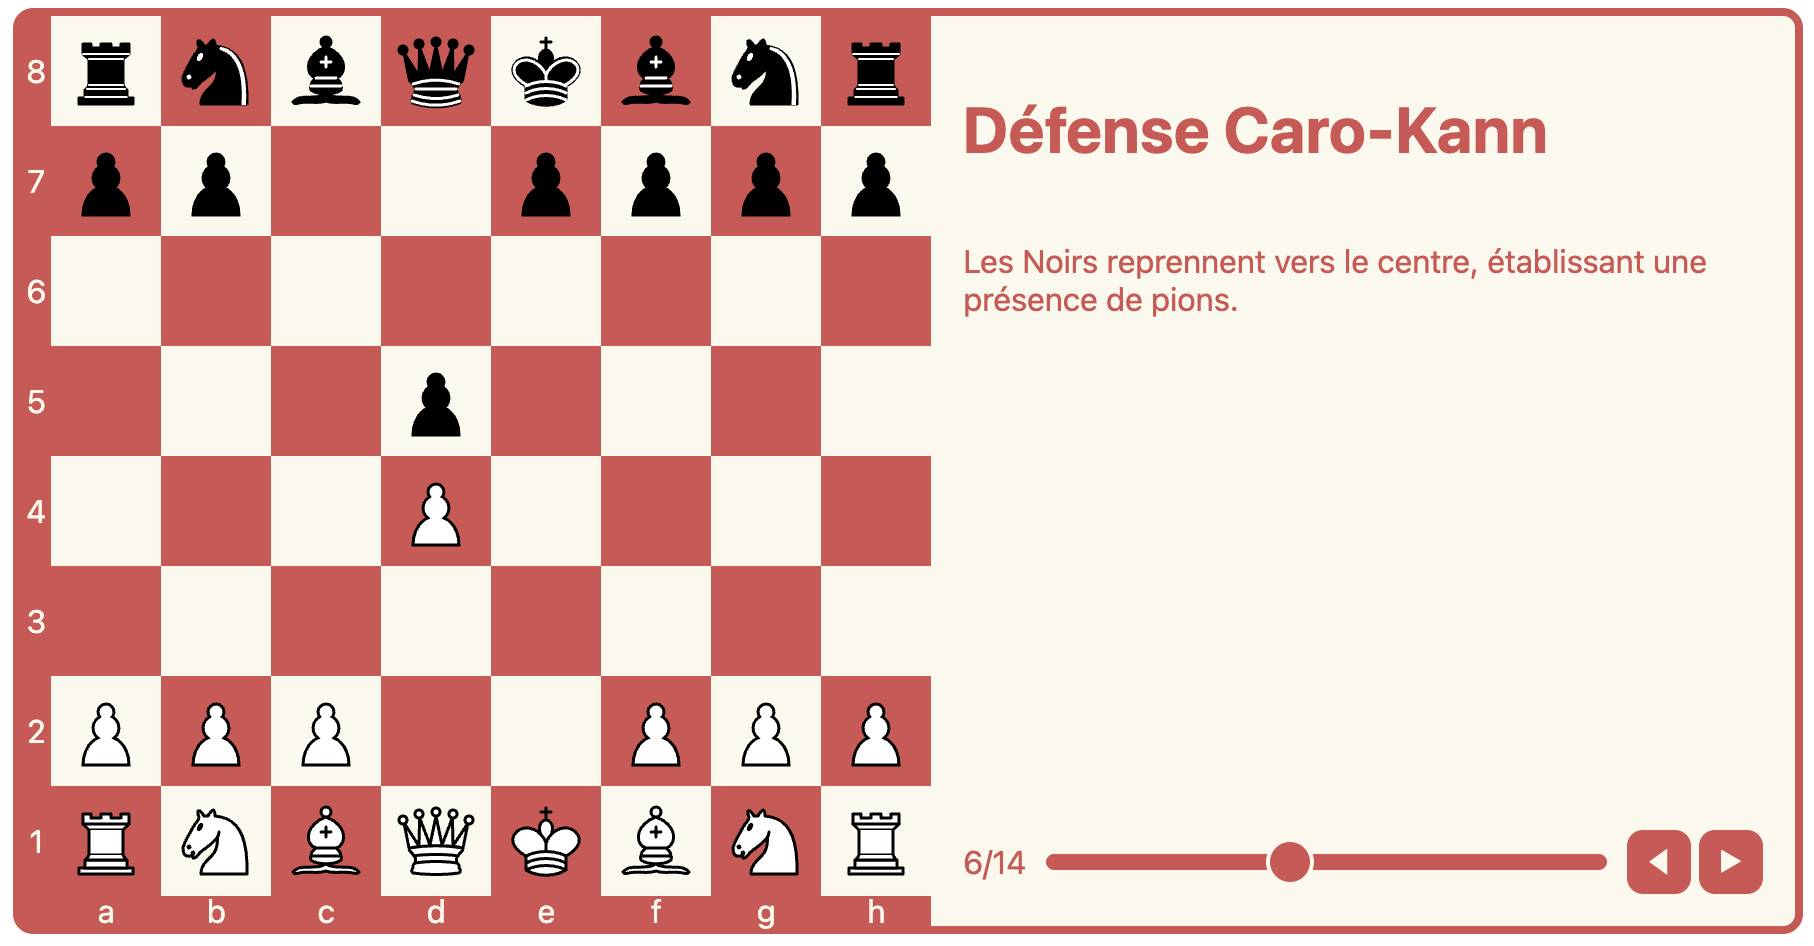 Défense Caro-Kann
Les Noirs reprennent vers le centre, établissant une
présence de pions.
8
7
6
5
4
3
2
1
a b c d e f g h
6/14